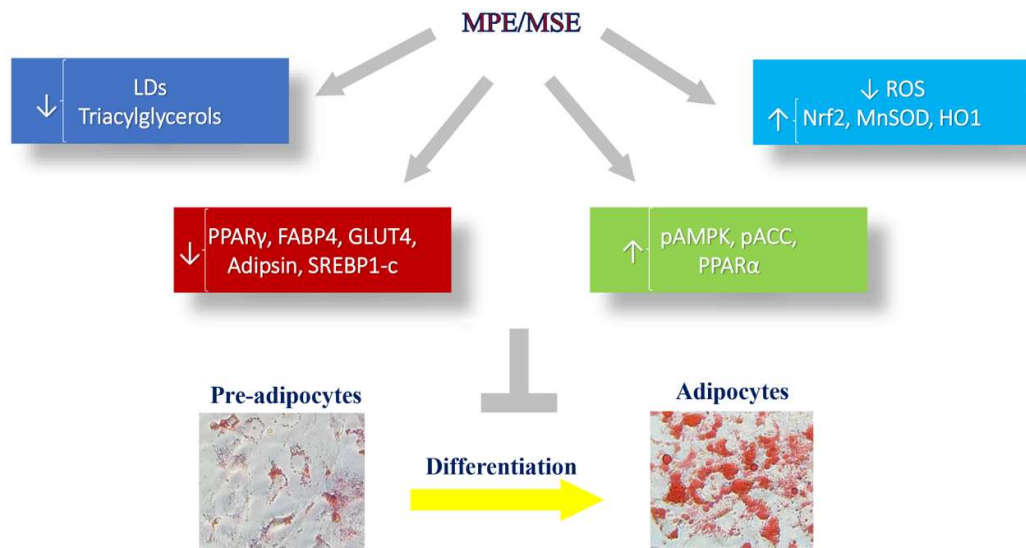 MPE/MSE
↓ LDs
Triacylglycerols
↓ ROS
↑ Nrf2, MnSOD, HO1
↓ PPARγ, FABP4, GLUT4,
Adipsin, SREBP1-c
↑ pAMPK, pACC,
PPARα
Pre-adipocytes
Adipocytes
Differentiation